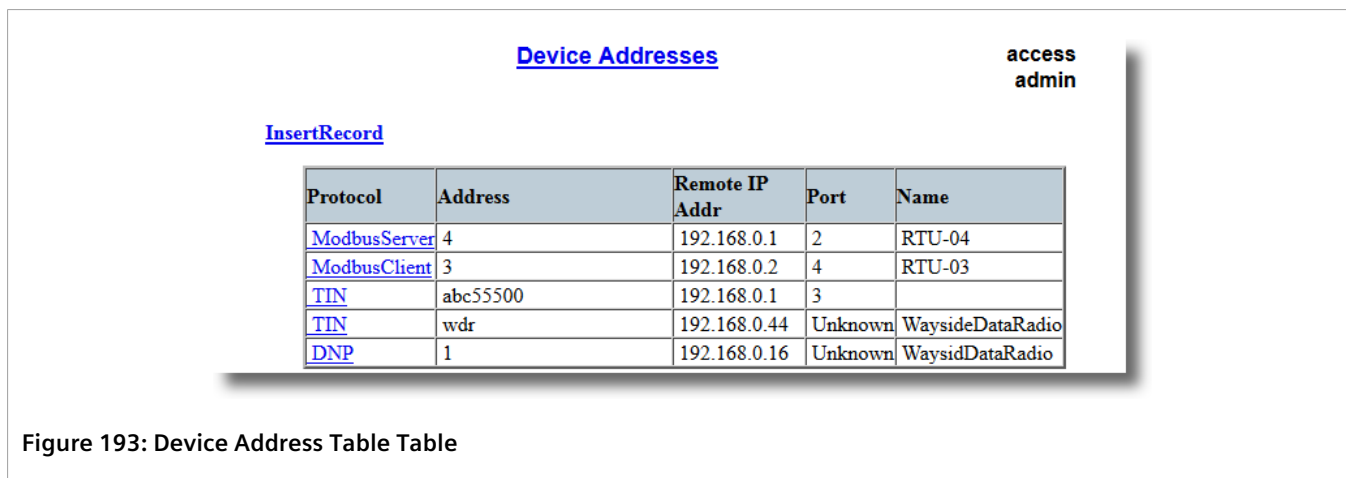 Device Addresses
access
admin
InsertRecord
Protocol Address Remote IP Addr Port Name
ModbusServer 4 192.168.0.1 2 RTU-04
ModbusClient 3 192.168.0.2 4 RTU-03
TIN abc55500 192.168.0.1 3
TIN wdr 192.168.0.44 Unknown WaysideDataRadio
DNP 1 192.168.0.16 Unknown WaysidDataRadio
Figure 193: Device Address Table Table